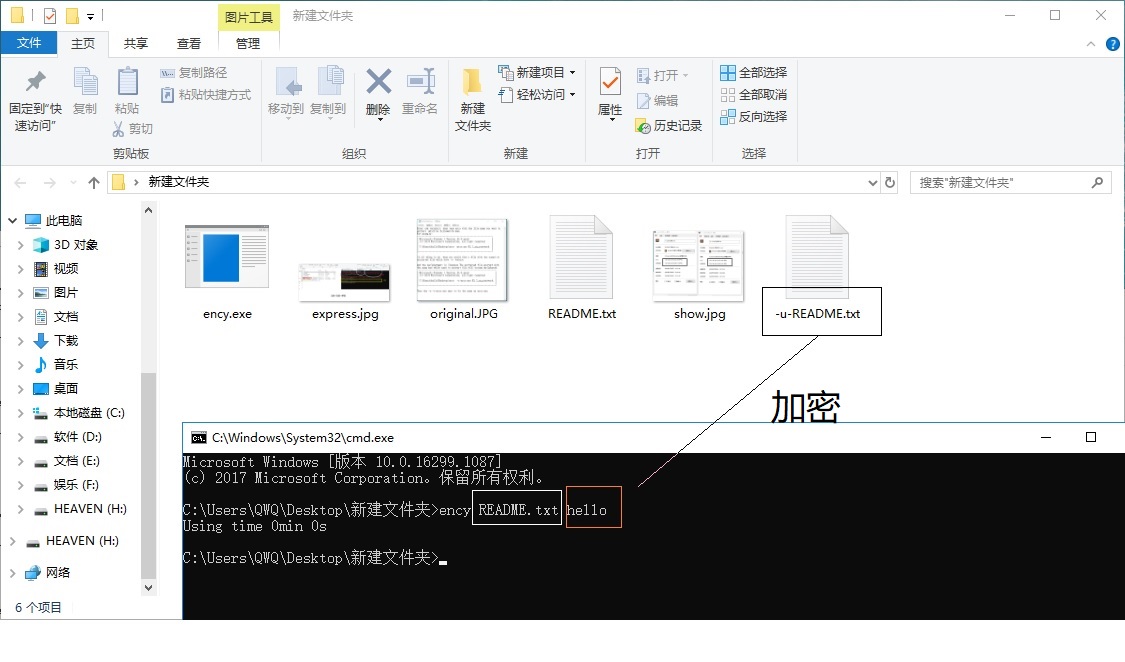 图片工具 新建文件夹
文件 主页 共享 查看 管理
固定到"快速访问"
复制
粘贴
复制路径
粘贴快捷方式
剪切
剪贴板
移动到 复制到 删除 重命名
组织
新建
文件夹
新建项目
轻松访问
新建
属性
打开
编辑
历史记录
打开
全部选择
全部取消
反向选择
选择
新建文件夹
搜索"新建文件夹"
此电脑
3D 对象
视频
图片
文档
下载
音乐
桌面
本地磁盘 (C:)
软件 (D:)
文档 (E:)
娱乐 (F:)
HEAVEN (H:)
HEAVEN (H:)
网络
6 个项目
ency.exe express.jpg original.JPG README.txt show.jpg -u-README.txt
加密
C:\Windows\System32\cmd.exe
Microsoft Windows [版本 10.0.16299.1087]
(c) 2017 Microsoft Corporation。保留所有权利。
C:\Users\QWQ\Desktop\新建文件夹>ency README.txt hello
Using time 0min 0s
C:\Users\QWQ\Desktop\新建文件夹>